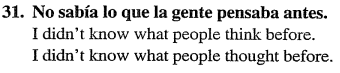 31. No sabía lo que la gente pensaba antes.
I didn't know what people think before.
I didn't know what people thought before.